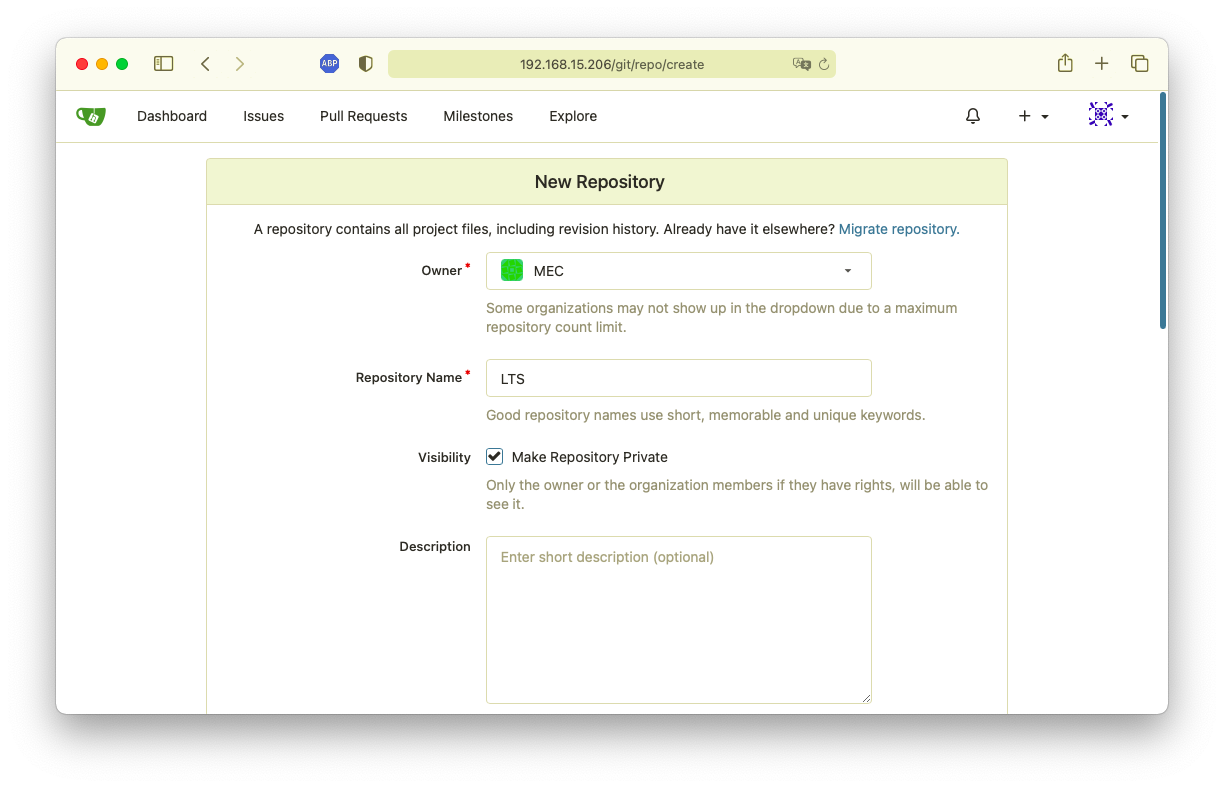 ABP
192.168.15.206/git/repo/create
Dashboard Issues Pull Requests Milestones Explore
New Repository
A repository contains all project files, including revision history. Already have it elsewhere? Migrate repository.
Owner * MEC
Some organizations may not show up in the dropdown due to a maximum
repository count limit.
Repository Name * LTS
Good repository names use short, memorable and unique keywords.
Visibility Make Repository Private
Only the owner or the organization members if they have rights, will be able to
see it.
Description Enter short description (optional)